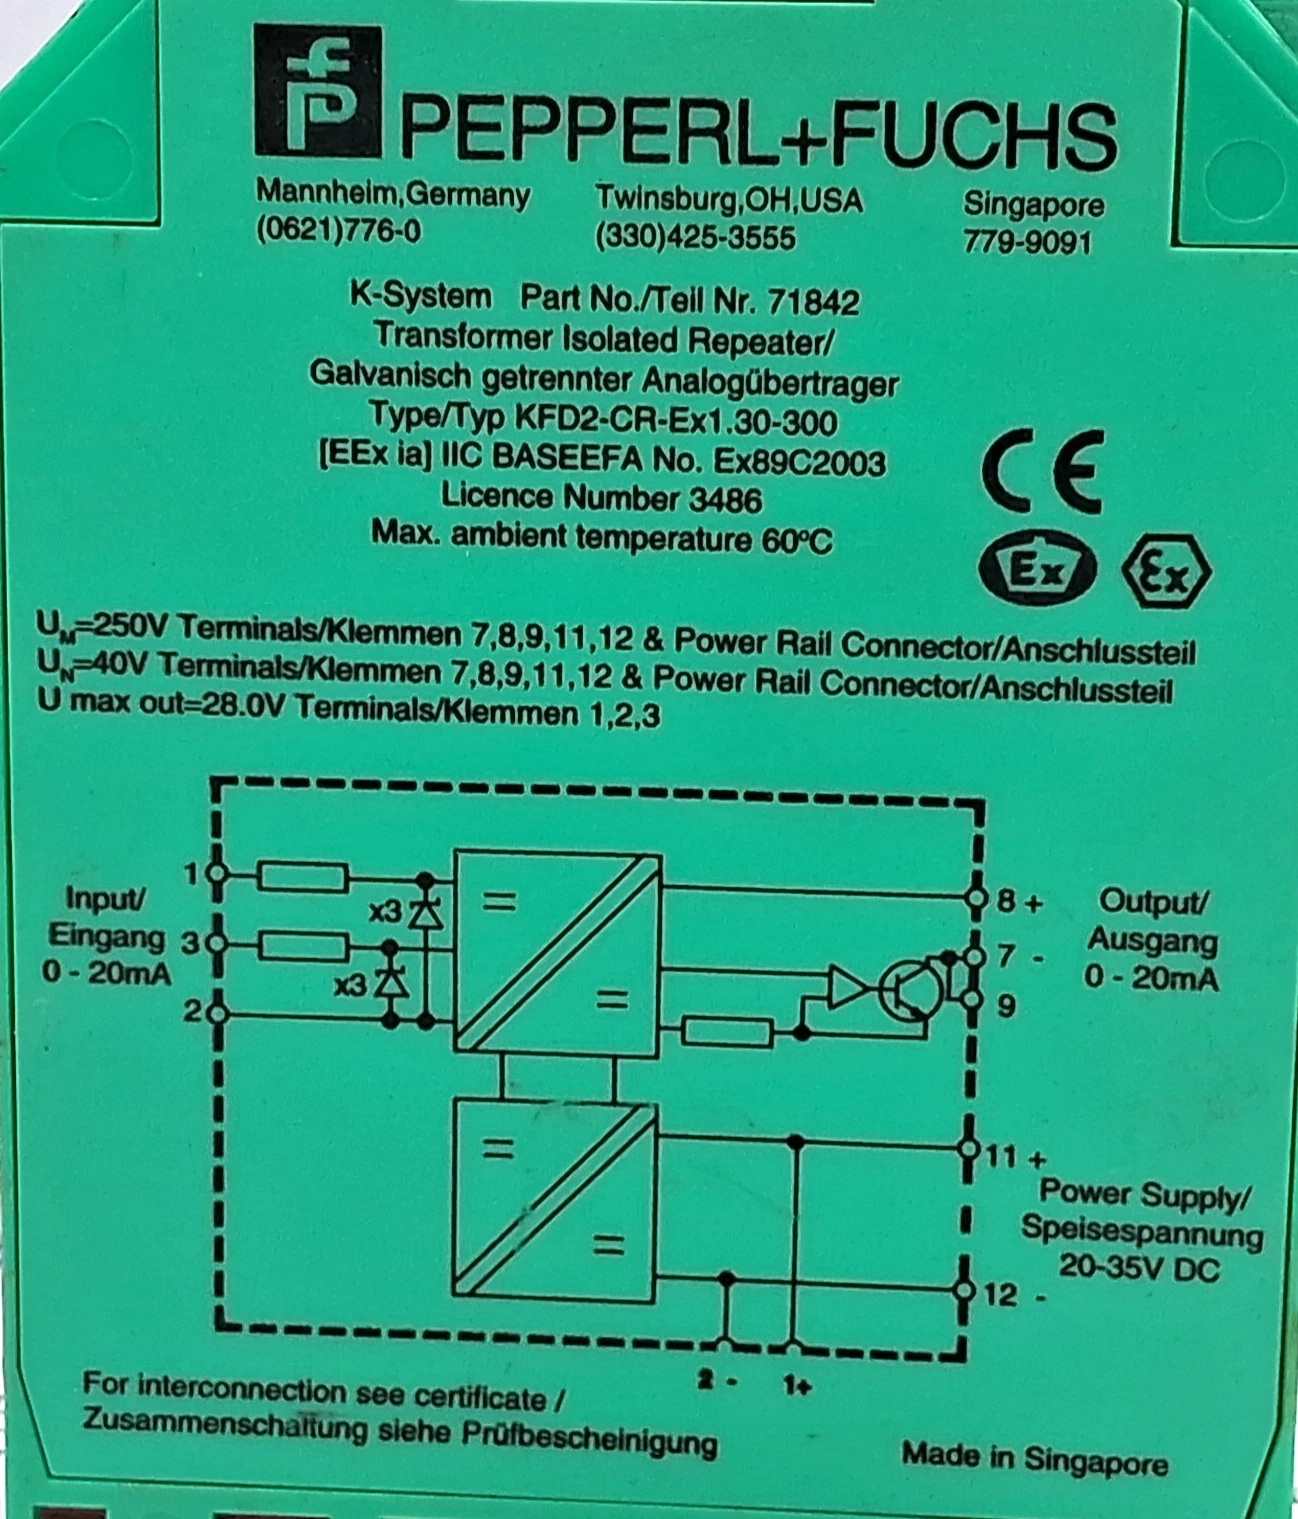 PEPPERL+FUCHS
Mannheim,Germany Twinsburg,OH,USA Singapore
(0621)776-0 (330)425-3555 779-9091
K-System Part No./Teil Nr. 71842
Transformer Isolated Repeater/
Galvanisch getrennter Analogübertrager
Type/Typ KFD2-CR-Ex1.30-300
[EEx ia] IIC BASEEFA No. Ex89C2003
Licence Number 3486
Max. ambient temperature 60ºC
CE
Ex Ex
UM=250V Terminals/Klemmen 7,8,9,11,12 & Power Rail Connector/Anschlussteil
UN=40V Terminals/Klemmen 7,8,9,11,12 & Power Rail Connector/Anschlussteil
U max out=28.0V Terminals/Klemmen 1,2,3
Input/
Eingang
0 - 20mA
1
3
2
x3
x3
8 +
7 -
9
Output/
Ausgang
0 - 20mA
11 +
Power Supply/
Speisespannung
20-35V DC
12 -
2 - 1+
For interconnection see certificate /
Zusammenschaltung siehe Prüfbescheinigung
Made in Singapore